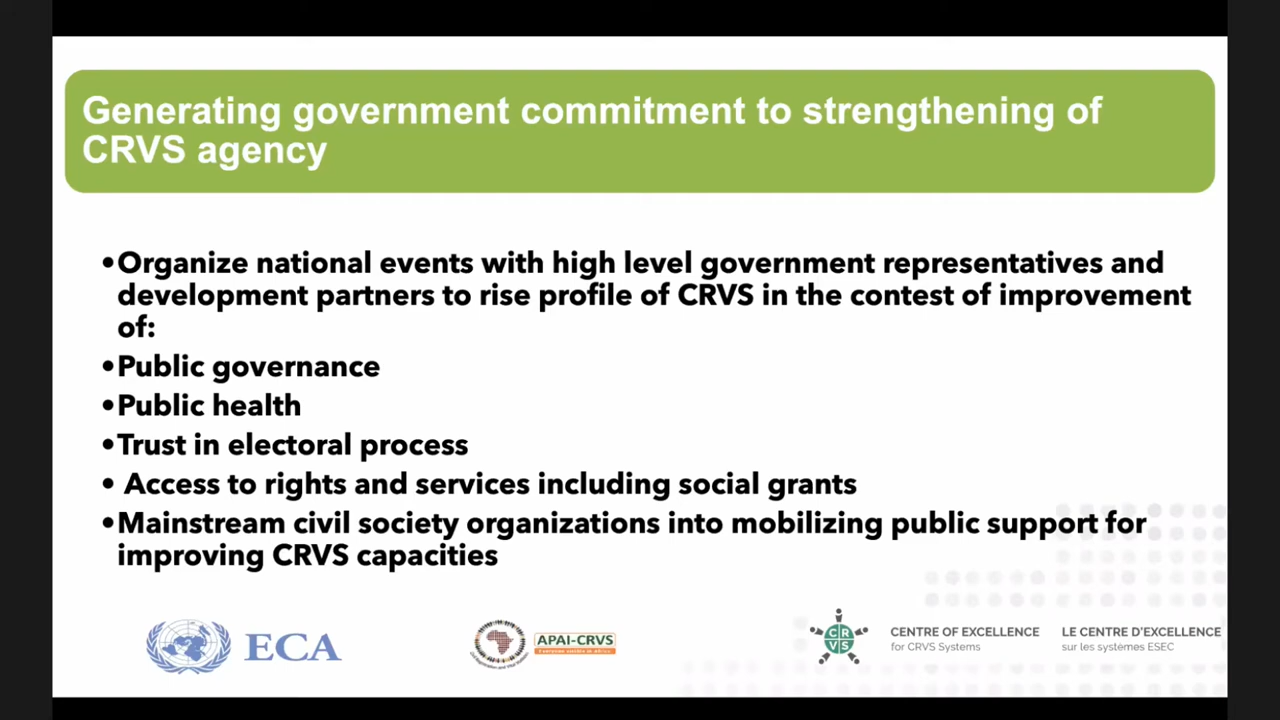 Generating government commitment to strengthening of
CRVS agency
•Organize national events with high level government representatives and
development partners to rise profile of CRVS in the contest of improvement
of:
•Public governance
•Public health
•Trust in electoral process
• Access to rights and services including social grants
•Mainstream civil society organizations into mobilizing public support for
improving CRVS capacities
ECA
APAI-CRVS
CRVS
CENTRE OF EXCELLENCE
for CRVS Systems
LE CENTRE D'EXCELLENCE
sur les systèmes ESEC